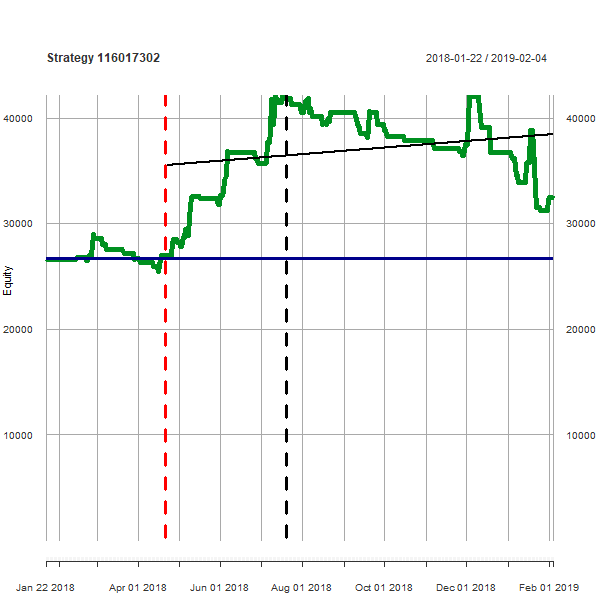 Strategy 116017302
2018-01-22 / 2019-02-04
40000
40000
30000
30000
Equity
20000
20000
10000
10000
Jan 22 2018
Apr 01 2018
Jun 01 2018
Aug 01 2018
Oct 01 2018
Dec 01 2018
Feb 01 2019